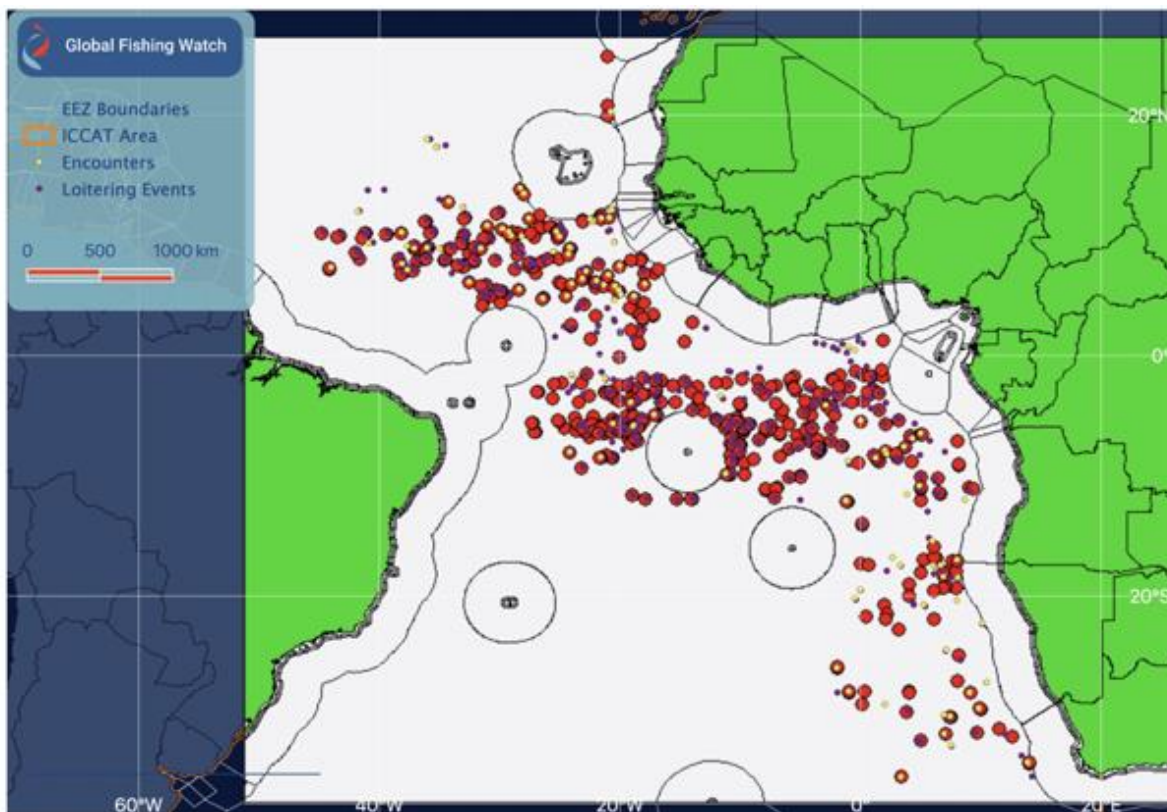 Global Fishing Watch
EEZ Boundaries
ICCAT Area
Encounters
Loitering Events
0 500 1000 km
20°N
0°
20°S
60°W 40°W 20°W 0° 20°E